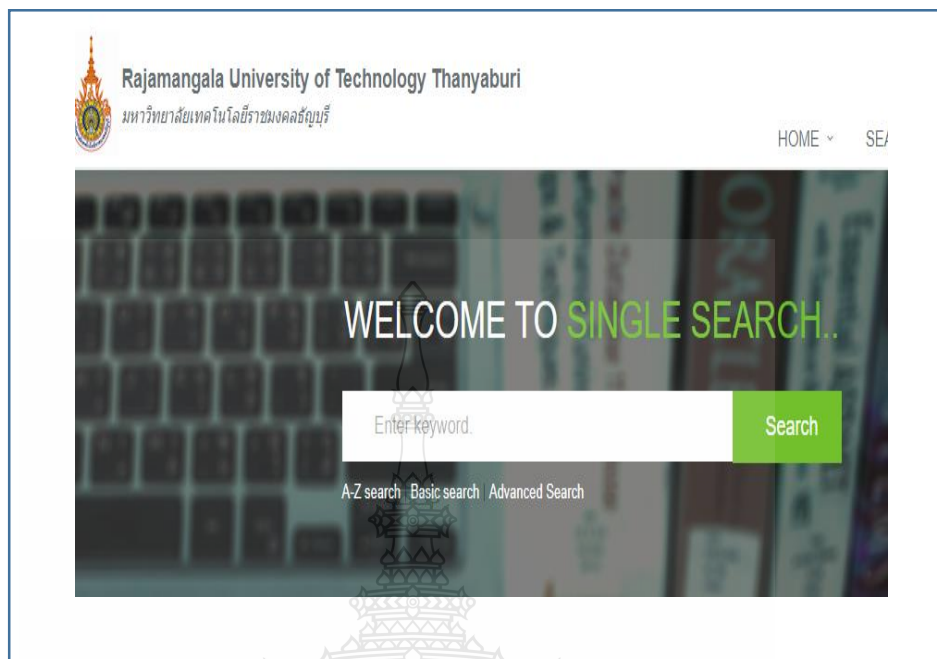 Rajamangala University of Technology Thanyaburi
มหาวิทยาลัยเทคโนโลยีราชมงคลธัญบุรี
HOME SEA
WELCOME TO SINGLE SEARCH..
Enter keyword. Search
A-Z search | Basic search | Advanced Search